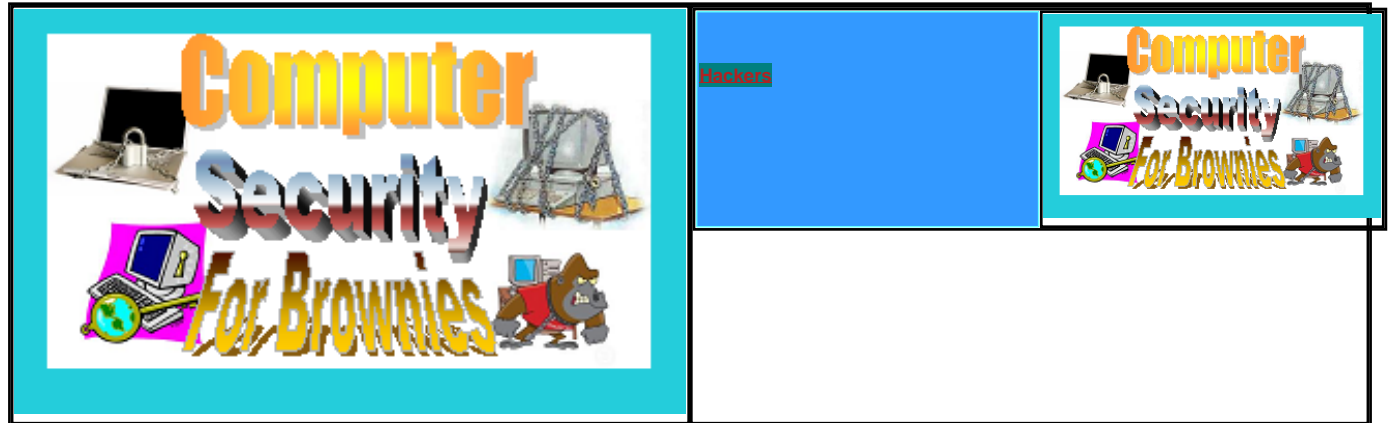 Computer
Security
For Brownies
Hackers
Computer
Security
For Brownies